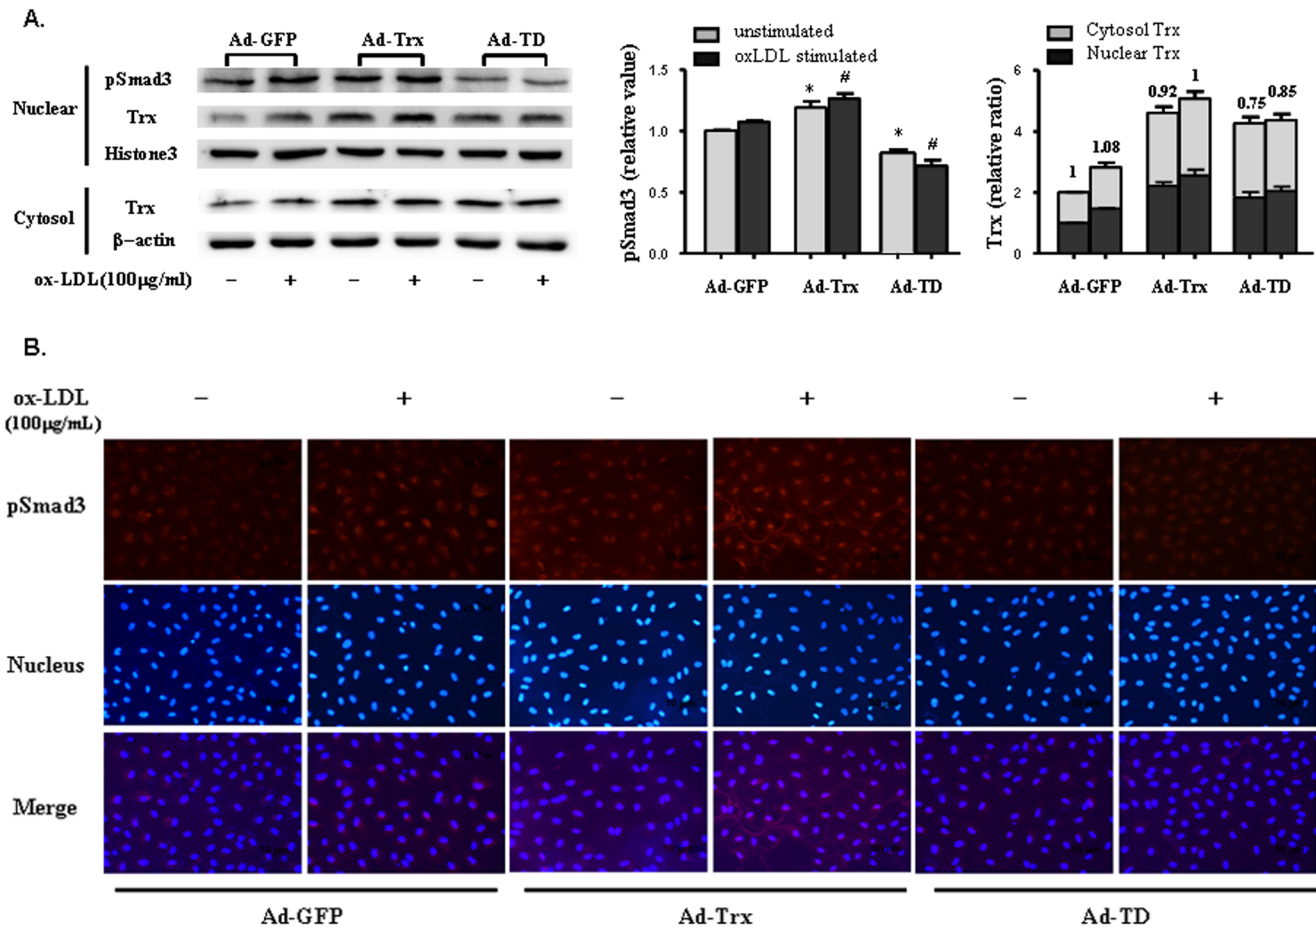 A.
Ad-GFP Ad-Trx Ad-TD
Nuclear
pSmad3
Trx
Histone3
Cytosol
Trx
β−actin
ox-LDL(100μg/ml) − + − + − +
unstimulated
oxLDL stimulated
pSmad3 (relative value)
1.5
1.0
0.5
0.0
* # * #
Ad-GFP Ad-Trx Ad-TD
Cytosol Trx
Nuclear Trx
Trx (relative ratio)
6
4
2
0
1 1.08 0.92 1 0.75 0.85
Ad-GFP Ad-Trx Ad-TD
B.
ox-LDL − + − + − +
(100μg/mL)
pSmad3
Nucleus
Merge
Ad-GFP Ad-Trx Ad-TD